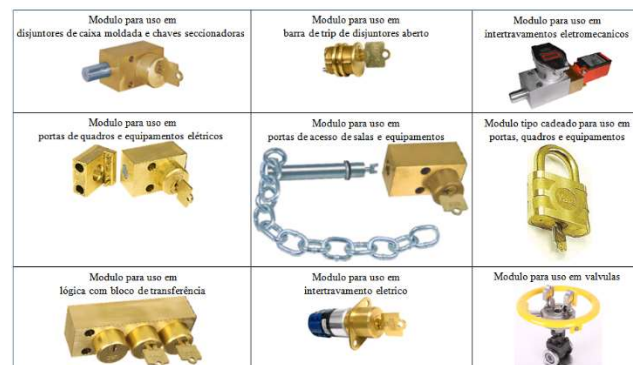 Modulo para uso em
disjuntores de caixa moldada e chaves seccionadoras
Modulo para uso em
barra de trip de disjuntores aberto
Modulo para uso em
intertravamentos eletromecanicos
Modulo para uso em
portas de quadros e equipamentos elétricos
Modulo para uso em
portas de acesso de salas e equipamentos
Modulo tipo cadeado para uso em
portas, quadros e equipamentos
Modulo para uso em
lógica com bloco de transferência
Modulo para uso em
intertravamento eletrico
Modulo para uso em valvulas